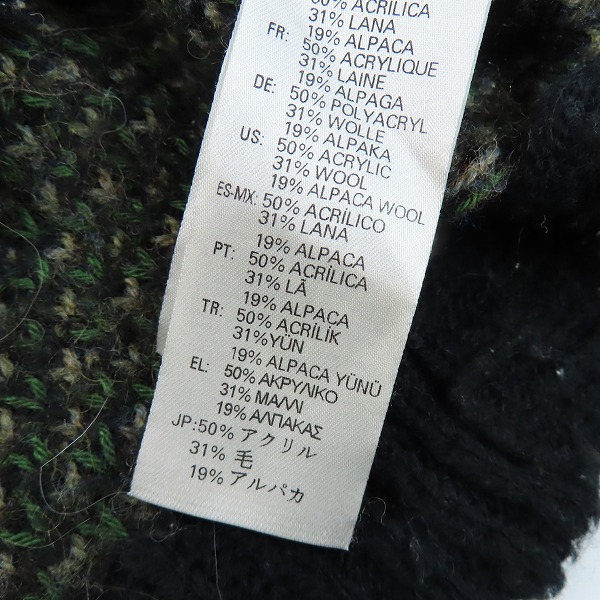 50% ACRILICA
31% LANA
19% ALPACA
FR: 50% ACRYLIQUE
31% LAINE
19% ALPAGA
DE: 50% POLYACRYL
31% WOLLE
19% ALPAKA
US: 50% ACRYLIC
31% WOOL
19% ALPACA WOOL
ES-MX: 50% ACRÍLICO
31% LANA
19% ALPACA
PT: 50% ACRÍLICA
31% LÃ
19% ALPACA
TR: 50% ACRÍLİK
31%YÜN
19% ALPACA YÜNÜ
EL: 50% ΑΚΡΥΛΙΚΟ
31% ΜΑΛΛΙ
19% ΑΛΠΑΚΑΣ
JP:50% アクリル
31% 毛
19% アルパカ